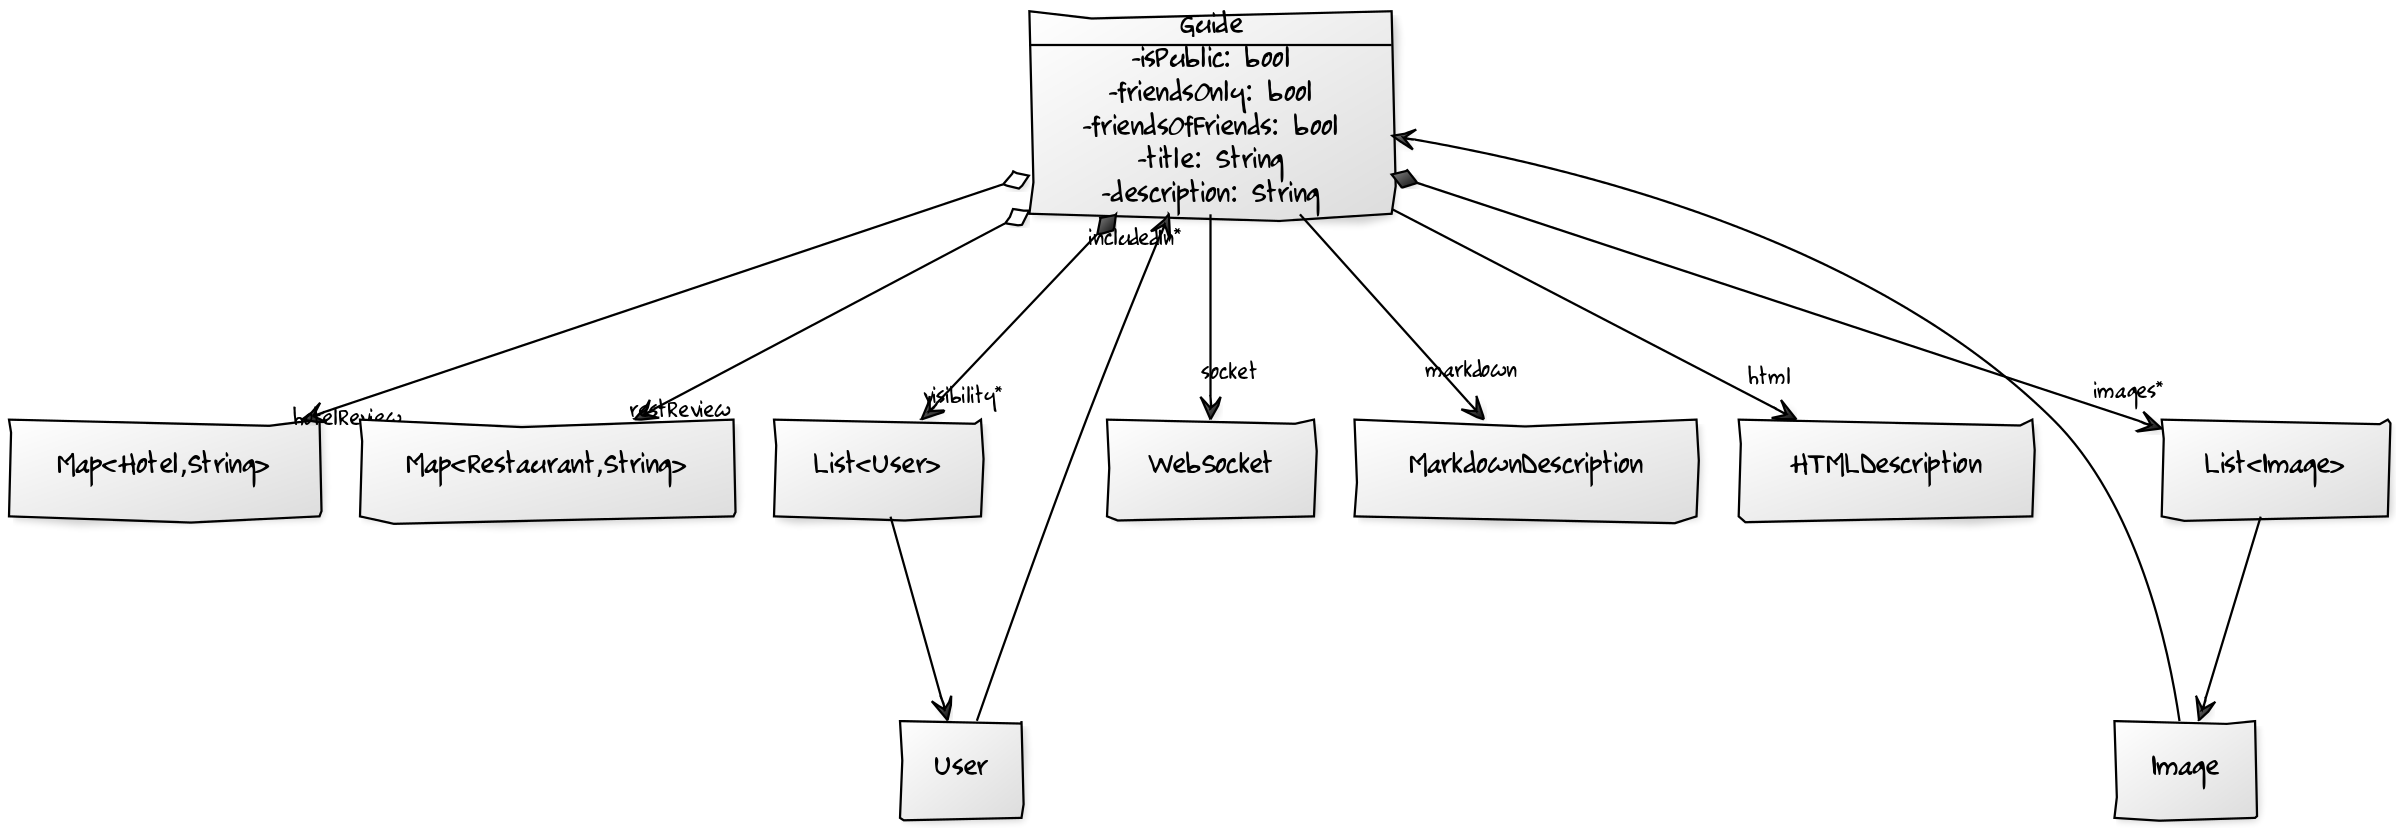 Guide
-isPublic: bool
-friendsOnly: bool
-friendsOfFriends: bool
-title: String
-description: String
includedIn*
hotelReview
restReview
visibility*
socket
markdown
html
images*
Map<Hotel,String>
Map<Restaurant,String>
List<User>
WebSocket
MarkdownDescription
HTMLDescription
List<Image>
User
Image